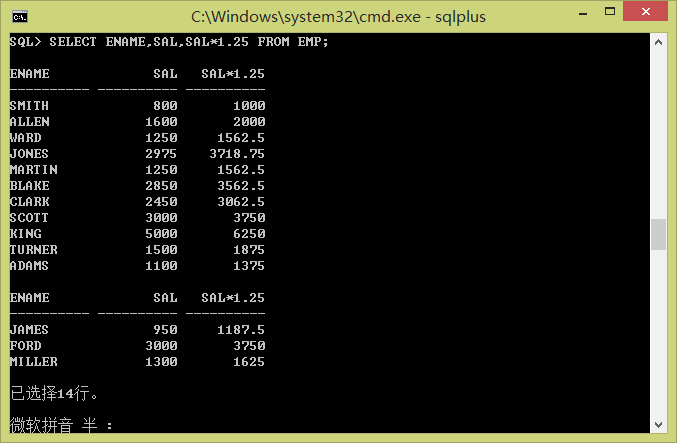 C:\Windows\system32\cmd.exe - sqlplus
SQL> SELECT ENAME,SAL,SAL*1.25 FROM EMP;
ENAME SAL SAL*1.25
---------- ---------- ----------
SMITH 800 1000
ALLEN 1600 2000
WARD 1250 1562.5
JONES 2975 3718.75
MARTIN 1250 1562.5
BLAKE 2850 3562.5
CLARK 2450 3062.5
SCOTT 3000 3750
KING 5000 6250
TURNER 1500 1875
ADAMS 1100 1375
ENAME SAL SAL*1.25
---------- ---------- ----------
JAMES 950 1187.5
FORD 3000 3750
MILLER 1300 1625
已选择14行。
微软拼音 半 :